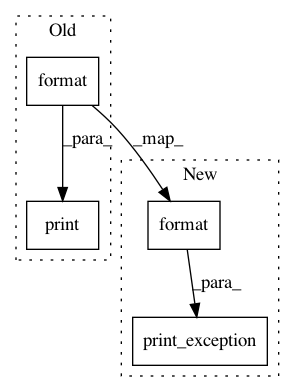 Old
format
_para_
_map_
New
print
format
_para_
print_exception